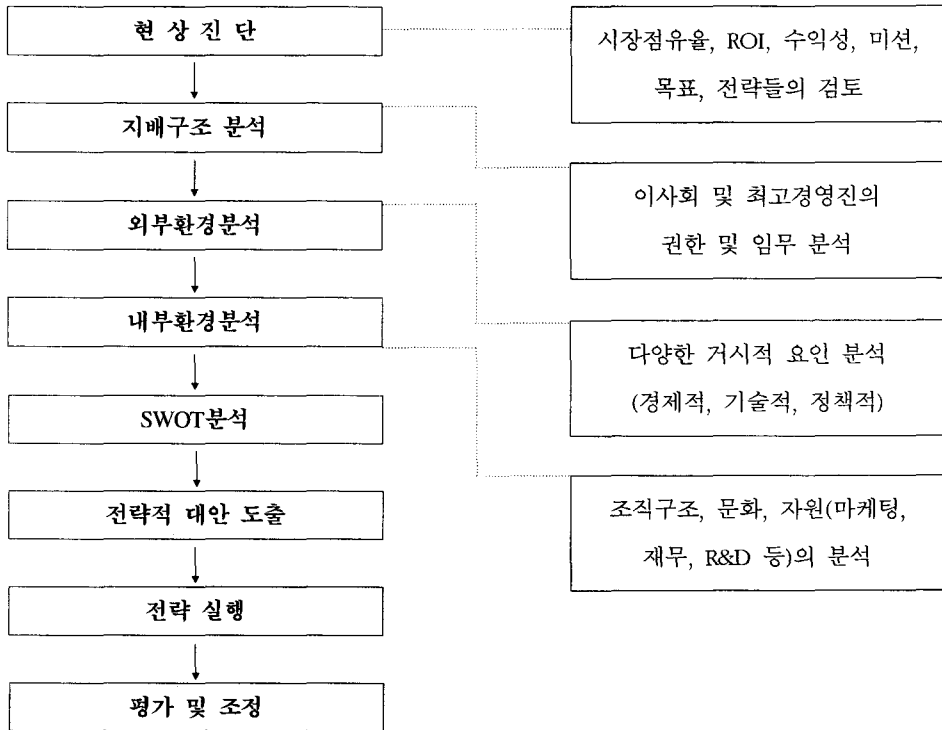 현 상 진 단
시장점유율, ROI, 수익성, 미션,
목표, 전략들의 검토
지배구조 분석
이사회 및 최고경영진의
권한 및 임무 분석
외부환경분석
내부환경분석
다양한 거시적 요인 분석
(경제적, 기술적, 정책적)
SWOT분석
전략적 대안 도출
조직구조, 문화, 자원(마케팅,
재무, R&D 등)의 분석
전략 실행
평가 및 조정